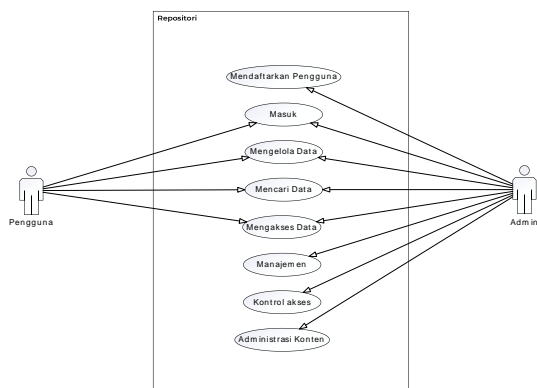 Repositori
Mendaftarkan Pengguna
Masuk
Mengelola Data
Mencari Data
Mengakses Data
Manajemen
Kontrol akses
Administrasi Konten
Pengguna
Admin